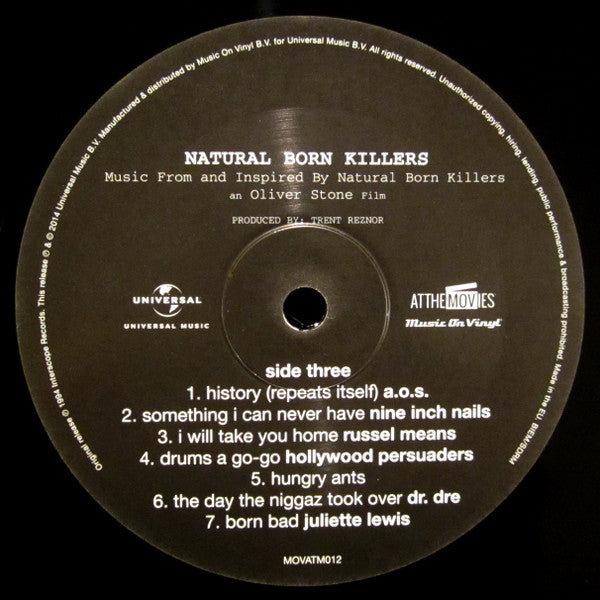 Original release ℗ 1994 Interscope Records. This release ℗ & © 2014 Universal Music B.V. Manufactured & distributed by Music On Vinyl B.V. for Universal Music B.V. All rights reserved. Unauthorized copying, hiring, lending, public performance & broadcasting prohibited. Made in the EU. BIEM/SDRM
NATURAL BORN KILLERS
Music From and Inspired By Natural Born Killers
an Oliver Stone Film
PRODUCED BY: TRENT REZNOR
UNIVERSAL
UNIVERSAL MUSIC
ATTHEMOVIES
Music On Vinyl
side three
1. history (repeats itself) a.o.s.
2. something i can never have nine inch nails
3. i will take you home russel means
4. drums a go-go hollywood persuaders
5. hungry ants
6. the day the niggaz took over dr. dre
7. born bad juliette lewis
MOVATM012